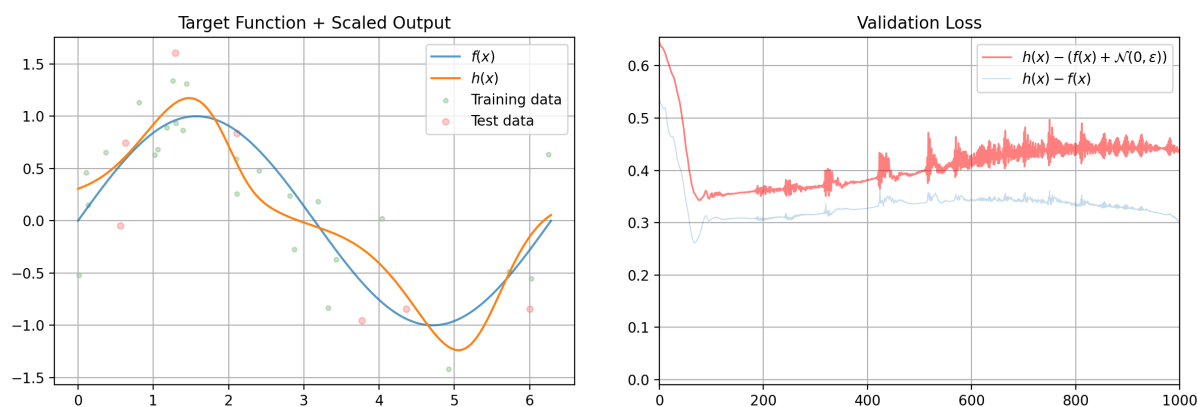 Target Function + Scaled Output
1.5
1.0
0.5
0.0
−0.5
−1.0
−1.5
0 1 2 3 4 5 6
f(x)
h(x)
Training data
Test data
Validation Loss
0.6
0.5
0.4
0.3
0.2
0.1
0.0
0 200 400 600 800 1000
h(x) − (f(x) + 𝒩(0, ε))
h(x) − f(x)